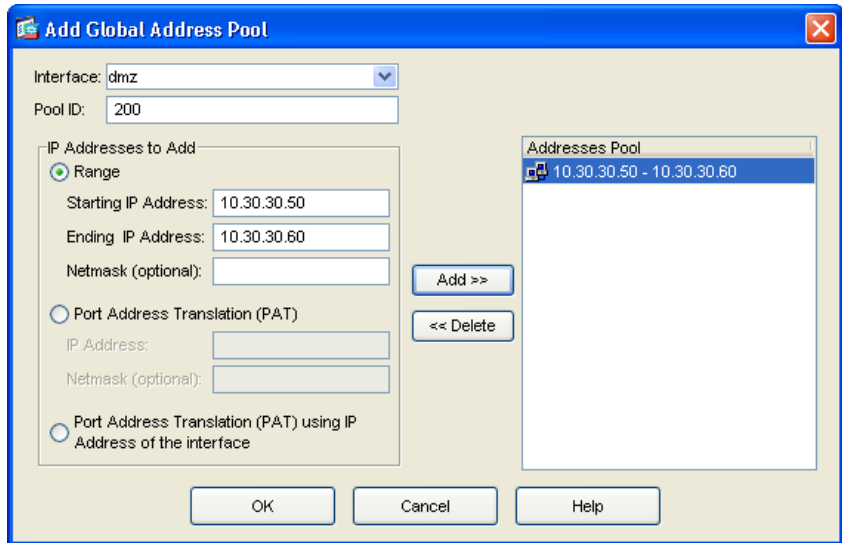 Add Global Address Pool
Interface: dmz
Pool ID: 200
IP Addresses to Add
Range
Starting IP Address: 10.30.30.50
Ending IP Address: 10.30.30.60
Netmask (optional):
Port Address Translation (PAT)
IP Address:
Netmask (optional):
Port Address Translation (PAT) using IP
Address of the interface
Add >>
<< Delete
Addresses Pool
10.30.30.50 - 10.30.30.60
OK
Cancel
Help